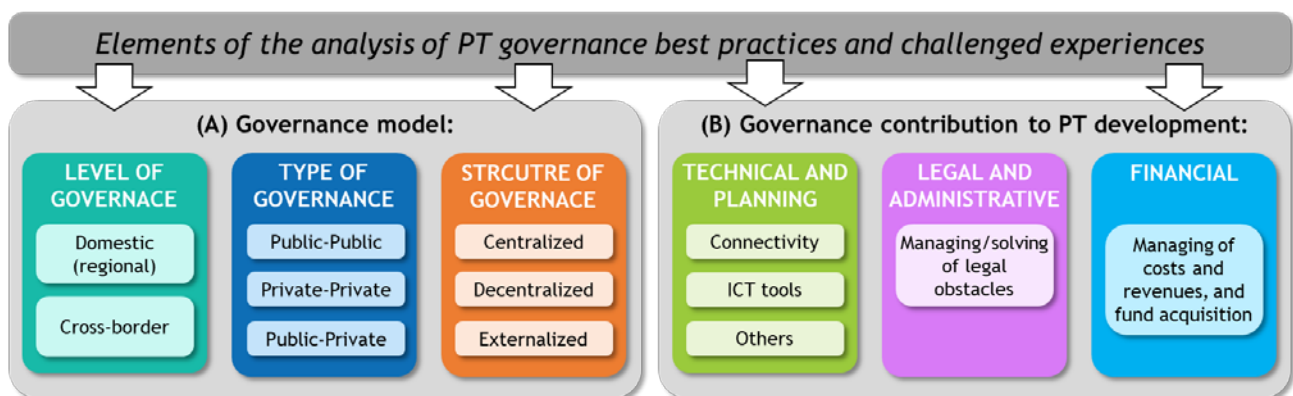 Elements of the analysis of PT governance best practices and challenged experiences
(A) Governance model:
LEVEL OF
GOVERNACE
Domestic
(regional)
Cross-border
TYPE OF
GOVERNANCE
Public-Public
Private-Private
Public-Private
STRCUTRE OF
GOVERNACE
Centralized
Decentralized
Externalized
(B) Governance contribution to PT development:
TECHNICAL AND
PLANNING
Connectivity
ICT tools
Others
LEGAL AND
ADMINISTRATIVE
Managing/solving
of legal
obstacles
FINANCIAL
Managing of
costs and
revenues, and
fund acquisition